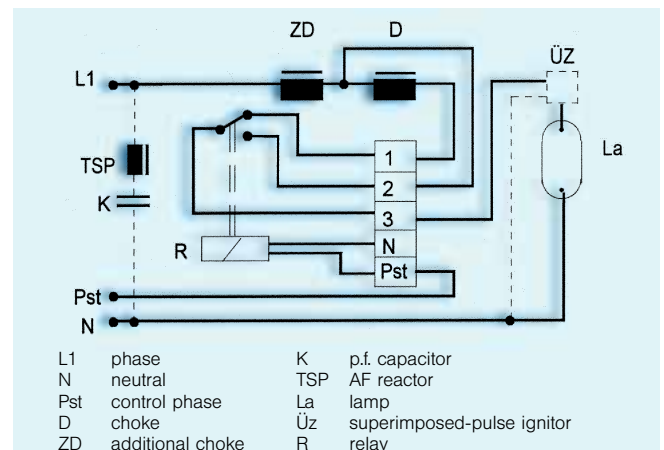 ZD D
ÜZ
L1
La
TSP
1
2
K
3
R
N
Pst
Pst
N
L1 phase K p.f. capacitor
N neutral TSP AF reactor
Pst control phase La lamp
D choke Üz superimposed-pulse ignitor
ZD additional choke R relay